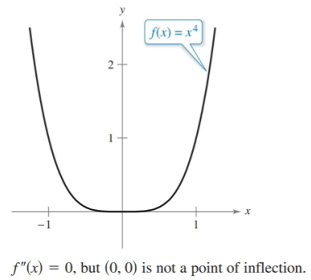 y
f(x) = x⁴
2
1
x
−1
1
f″(x) = 0, but (0, 0) is not a point of inflection.